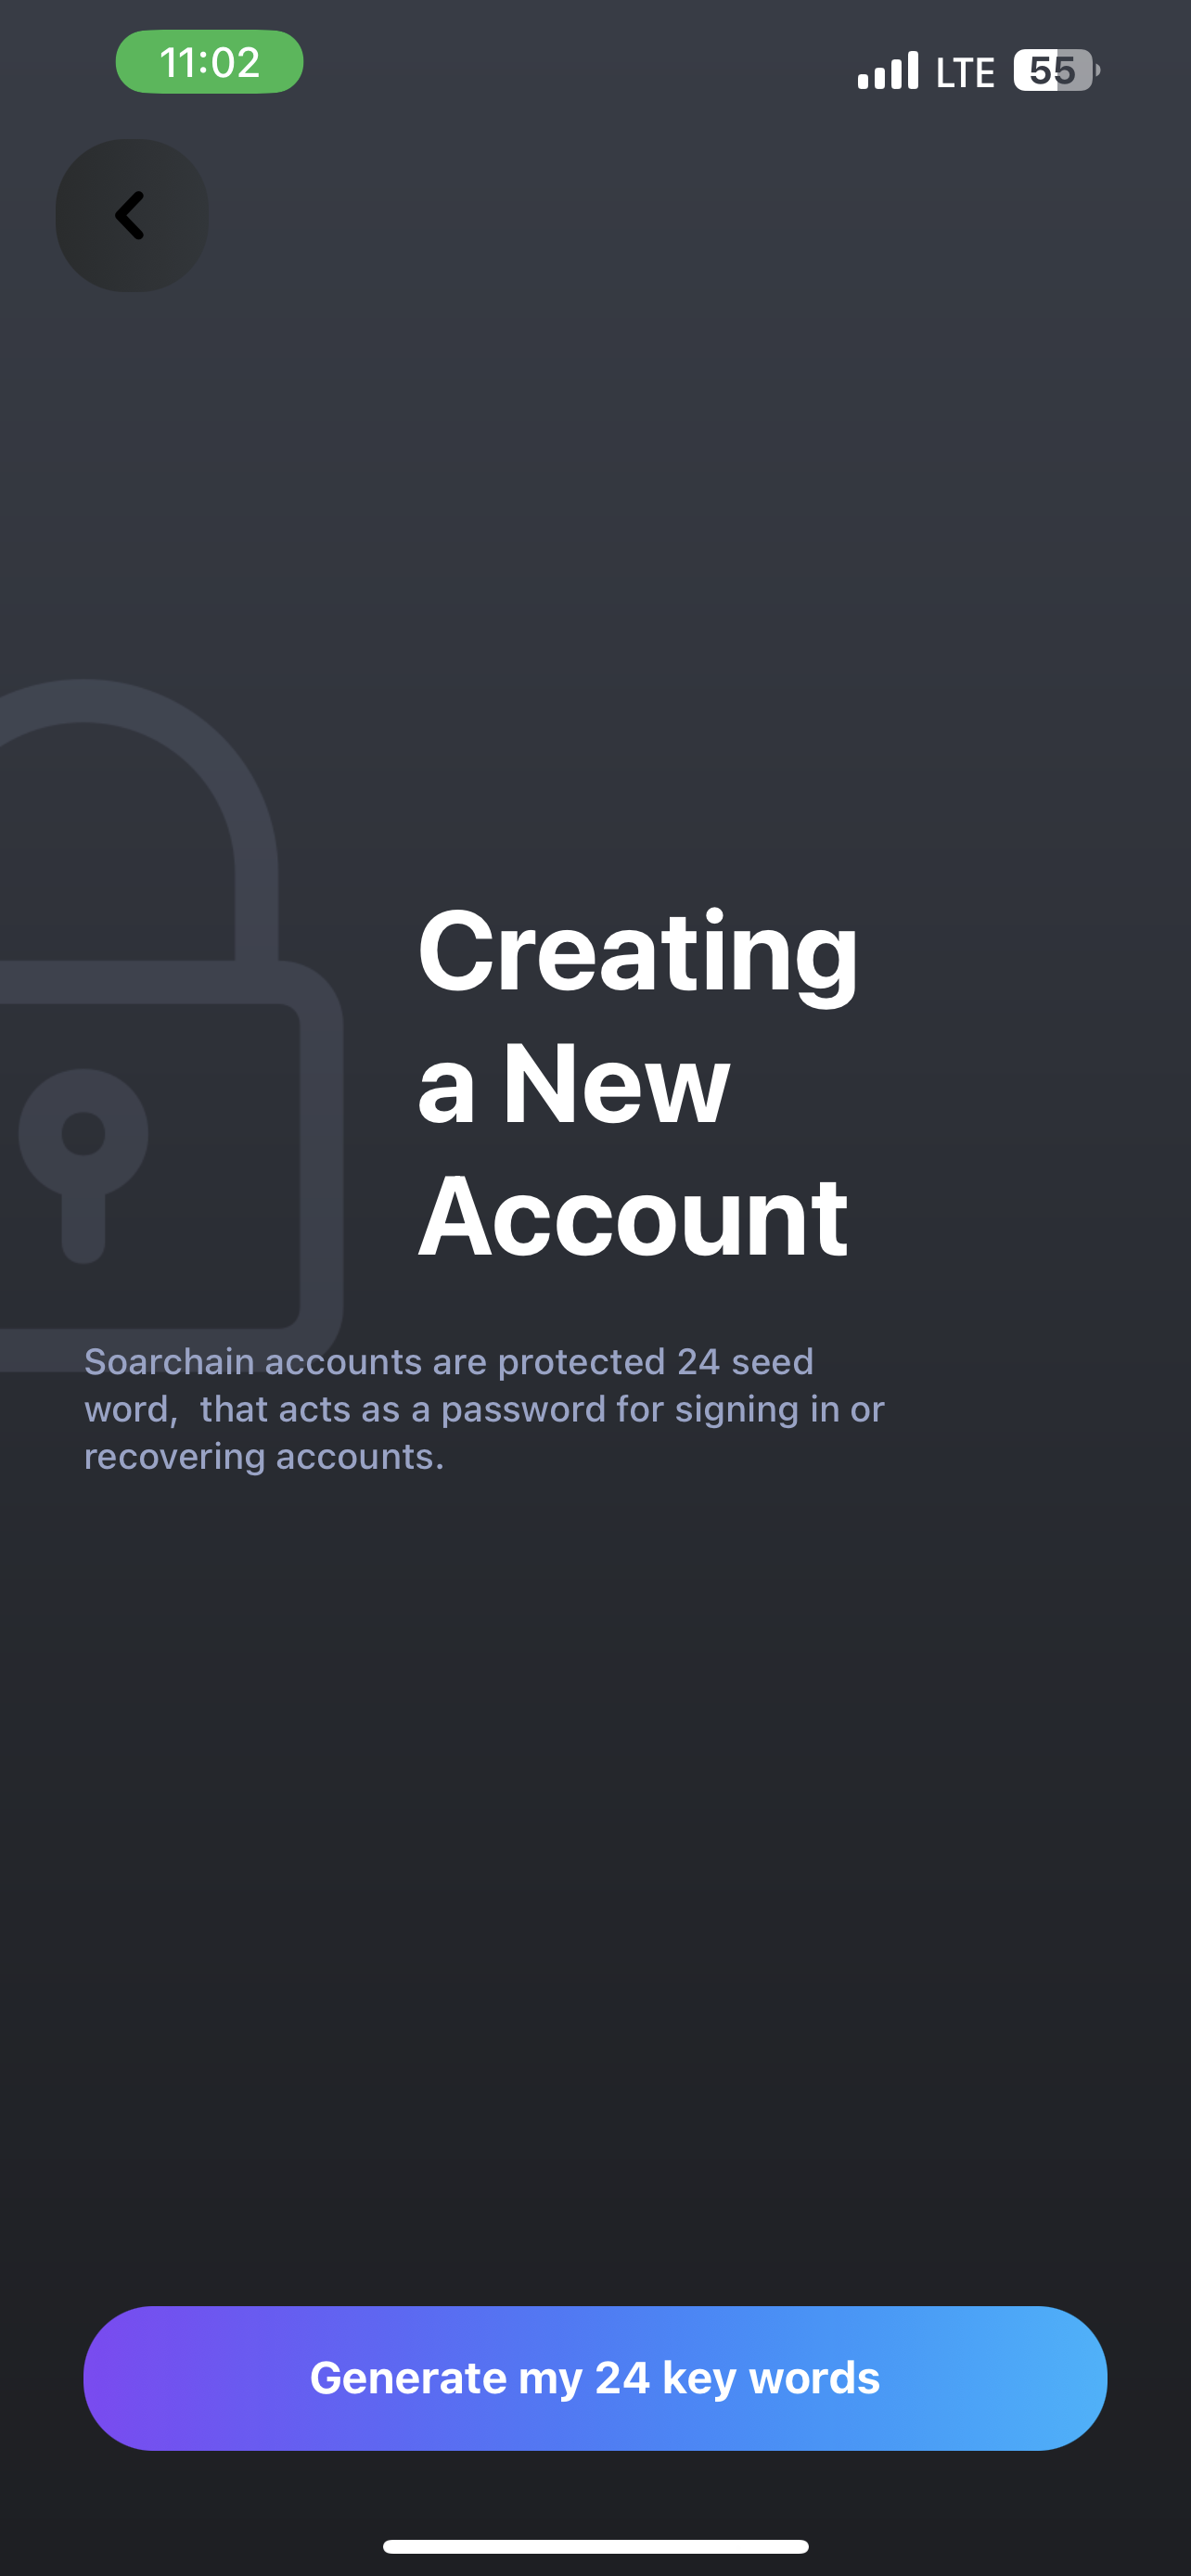 11:02 LTE 55
Creating
a New
Account
Soarchain accounts are protected 24 seed
word,  that acts as a password for signing in or
recovering accounts.
Generate my 24 key words